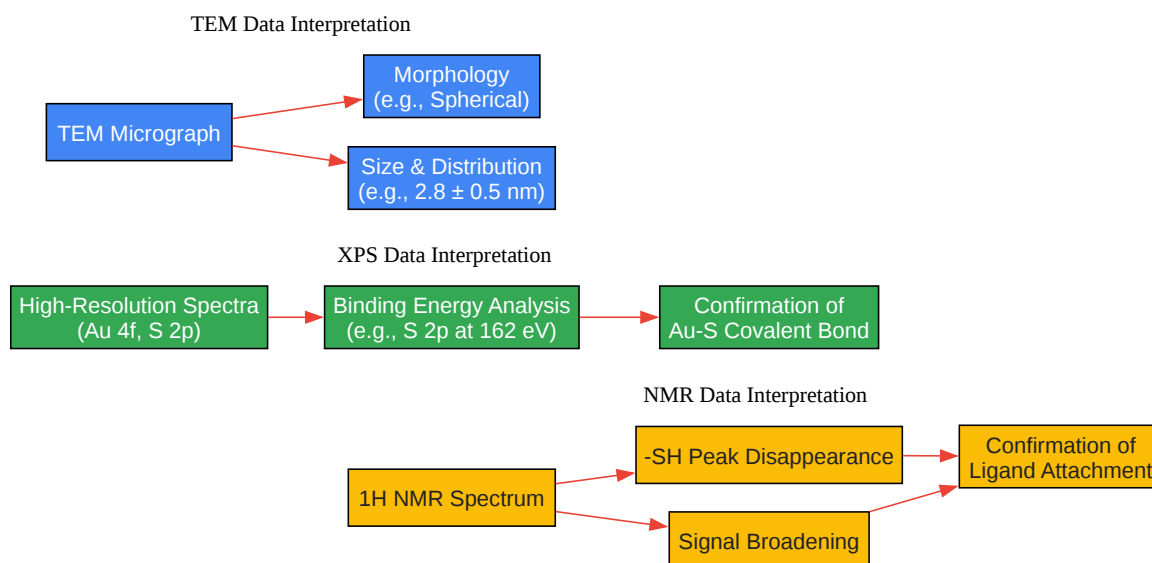 TEM Data Interpretation
TEM Micrograph
Morphology
(e.g., Spherical)
Size & Distribution
(e.g., 2.8 ± 0.5 nm)
XPS Data Interpretation
High-Resolution Spectra
(Au 4f, S 2p)
Binding Energy Analysis
(e.g., S 2p at 162 eV)
Confirmation of
Au-S Covalent Bond
NMR Data Interpretation
1H NMR Spectrum
-SH Peak Disappearance
Signal Broadening
Confirmation of
Ligand Attachment